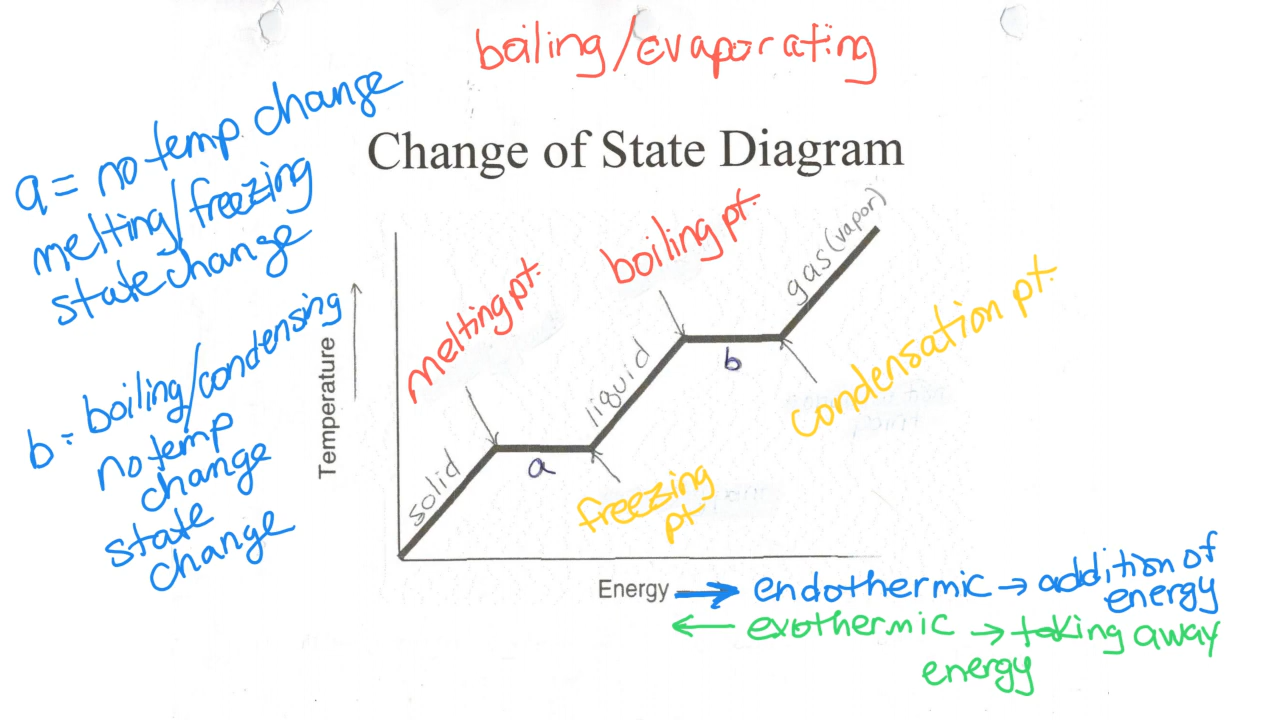 boiling/evaporating
Change of State Diagram
a = no temp change
melting/freezing
state change
b = boiling/condensing
no temp
change
state
change
Temperature
melting pt.
boiling pt.
gas (vapor)
condensation pt.
liquid
b
solid
a
freezing
pt
Energy
endothermic → addition of
energy
exothermic → taking away
energy